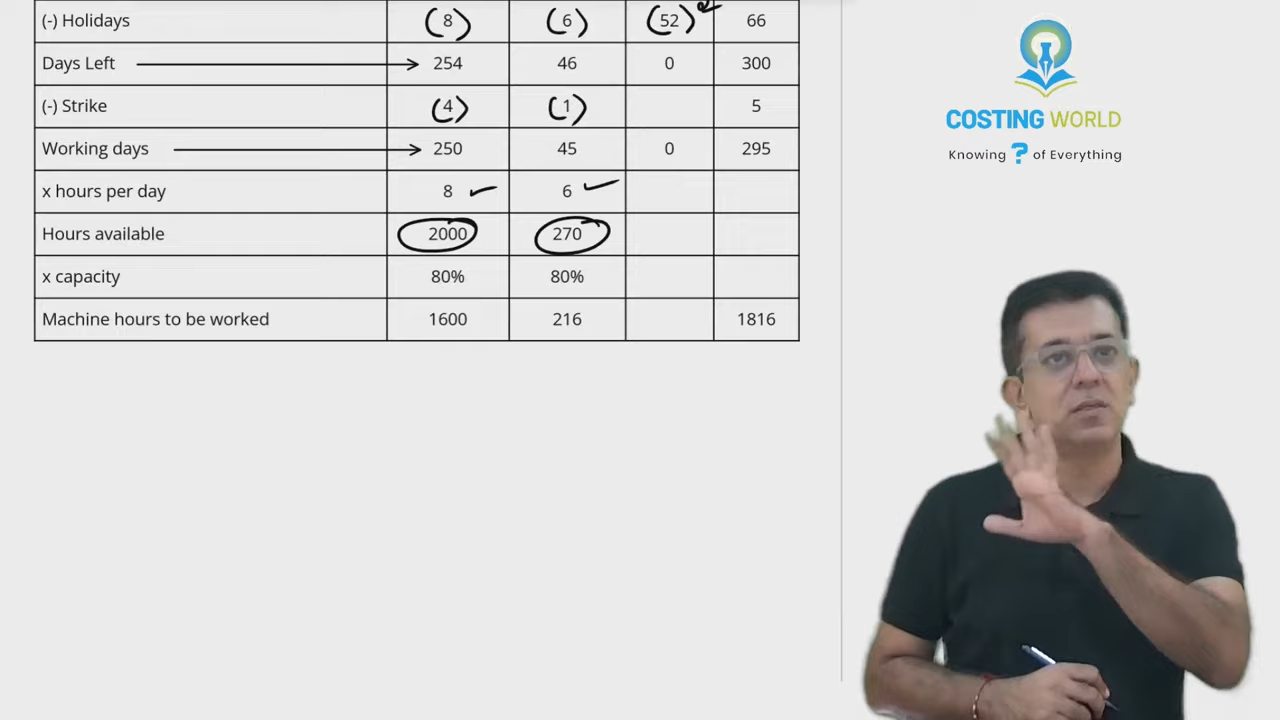 (-) Holidays (8) (6) (52) 66
Days Left 254 46 0 300
(-) Strike (4) (1) 5
Working days 250 45 0 295
x hours per day 8 6
Hours available 2000 270
x capacity 80% 80%
Machine hours to be worked 1600 216 1816
COSTING WORLD
Knowing ? of Everything